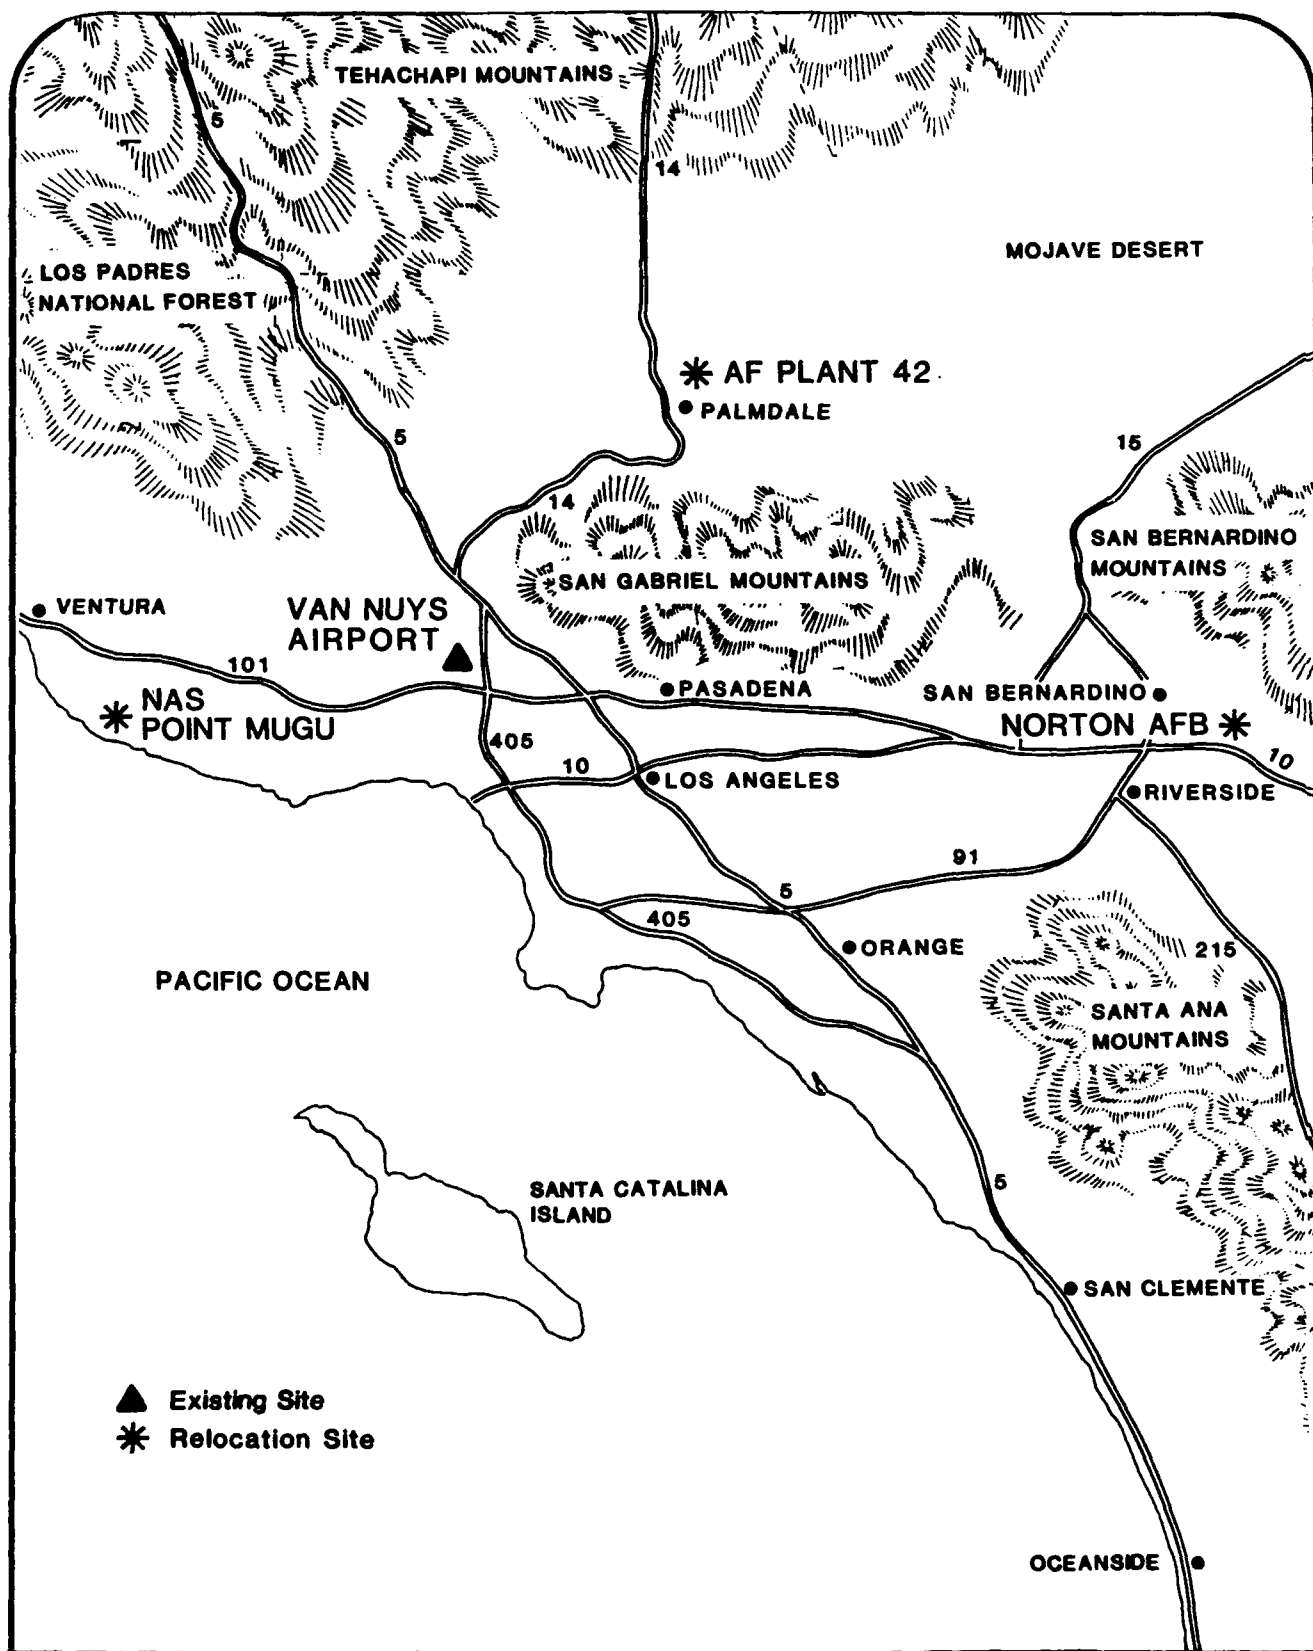 TEHACHAPI MOUNTAINS
5
14
MOJAVE DESERT
LOS PADRES
NATIONAL FOREST
AF PLANT 42
PALMDALE
5
15
14
SAN BERNARDINO
MOUNTAINS
SAN GABRIEL MOUNTAINS
VENTURA
VAN NUYS
AIRPORT
101
PASADENA
SAN BERNARDINO
NAS
POINT MUGU
NORTON AFB
405
10
10
LOS ANGELES
RIVERSIDE
91
5
405
ORANGE
215
PACIFIC OCEAN
SANTA ANA
MOUNTAINS
SANTA CATALINA
ISLAND
5
SAN CLEMENTE
Existing Site
Relocation Site
OCEANSIDE